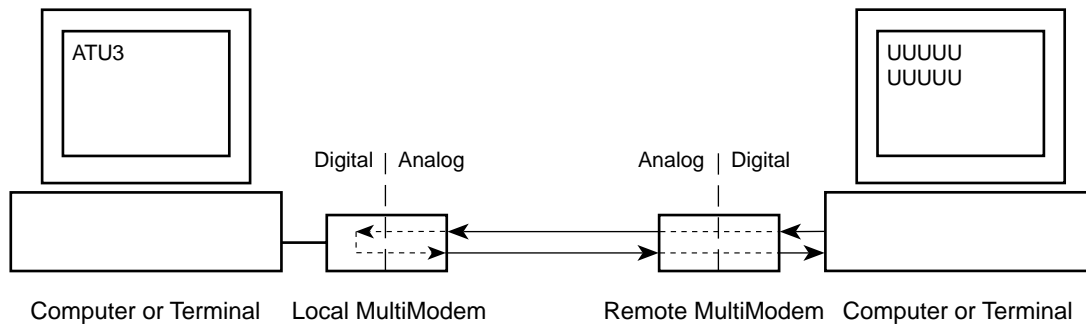 ATU3
UUUUU
UUUUU
Digital Analog
Analog Digital
Computer or Terminal
Local MultiModem
Remote MultiModem
Computer or Terminal